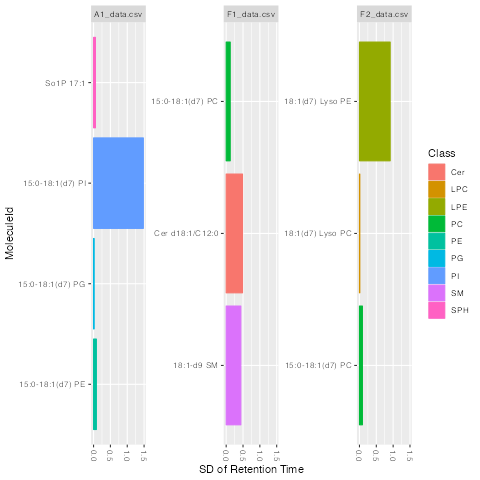 A1_data.csv
F1_data.csv
F2_data.csv
MoleculeId
So1P 17:1
15:0-18:1(d7) PI
15:0-18:1(d7) PG
15:0-18:1(d7) PE
15:0-18:1(d7) PC
Cer d18:1/C12:0
18:1-d9 SM
18:1(d7) Lyso PE
18:1(d7) Lyso PC
15:0-18:1(d7) PC
0.0
0.5
1.0
1.5
0.0
0.5
1.0
1.5
0.0
0.5
1.0
1.5
SD of Retention Time
Class
Cer
LPC
LPE
PC
PE
PG
PI
SM
SPH